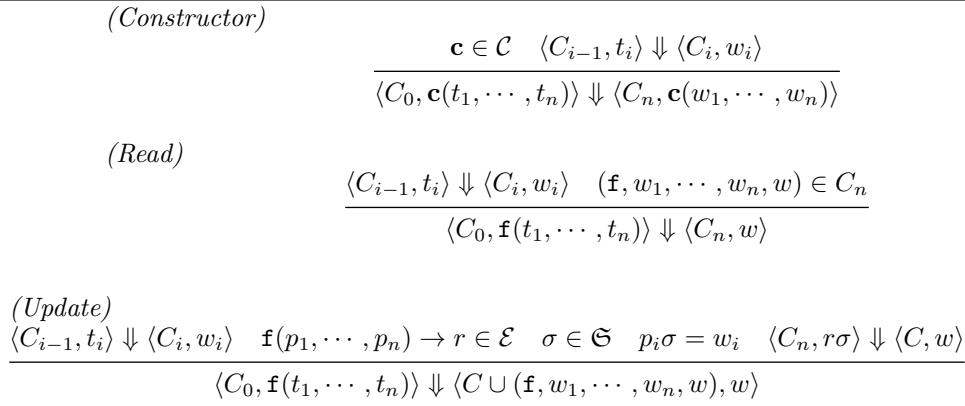 (Constructor)
c ∈ 𝒞 ⟨C_{i−1}, t_i⟩ ⇓ ⟨C_i, w_i⟩
⟨C_0, c(t_1, ⋯ , t_n)⟩ ⇓ ⟨C_n, c(w_1, ⋯ , w_n)⟩
(Read)
⟨C_{i−1}, t_i⟩ ⇓ ⟨C_i, w_i⟩ (f, w_1, ⋯ , w_n, w) ∈ C_n
⟨C_0, f(t_1, ⋯ , t_n)⟩ ⇓ ⟨C_n, w⟩
(Update)
⟨C_{i−1}, t_i⟩ ⇓ ⟨C_i, w_i⟩ f(p_1, ⋯ , p_n) → r ∈ ℰ σ ∈ 𝔖 p_iσ = w_i ⟨C_n, rσ⟩ ⇓ ⟨C, w⟩
⟨C_0, f(t_1, ⋯ , t_n)⟩ ⇓ ⟨C ∪ (f, w_1, ⋯ , w_n, w), w⟩